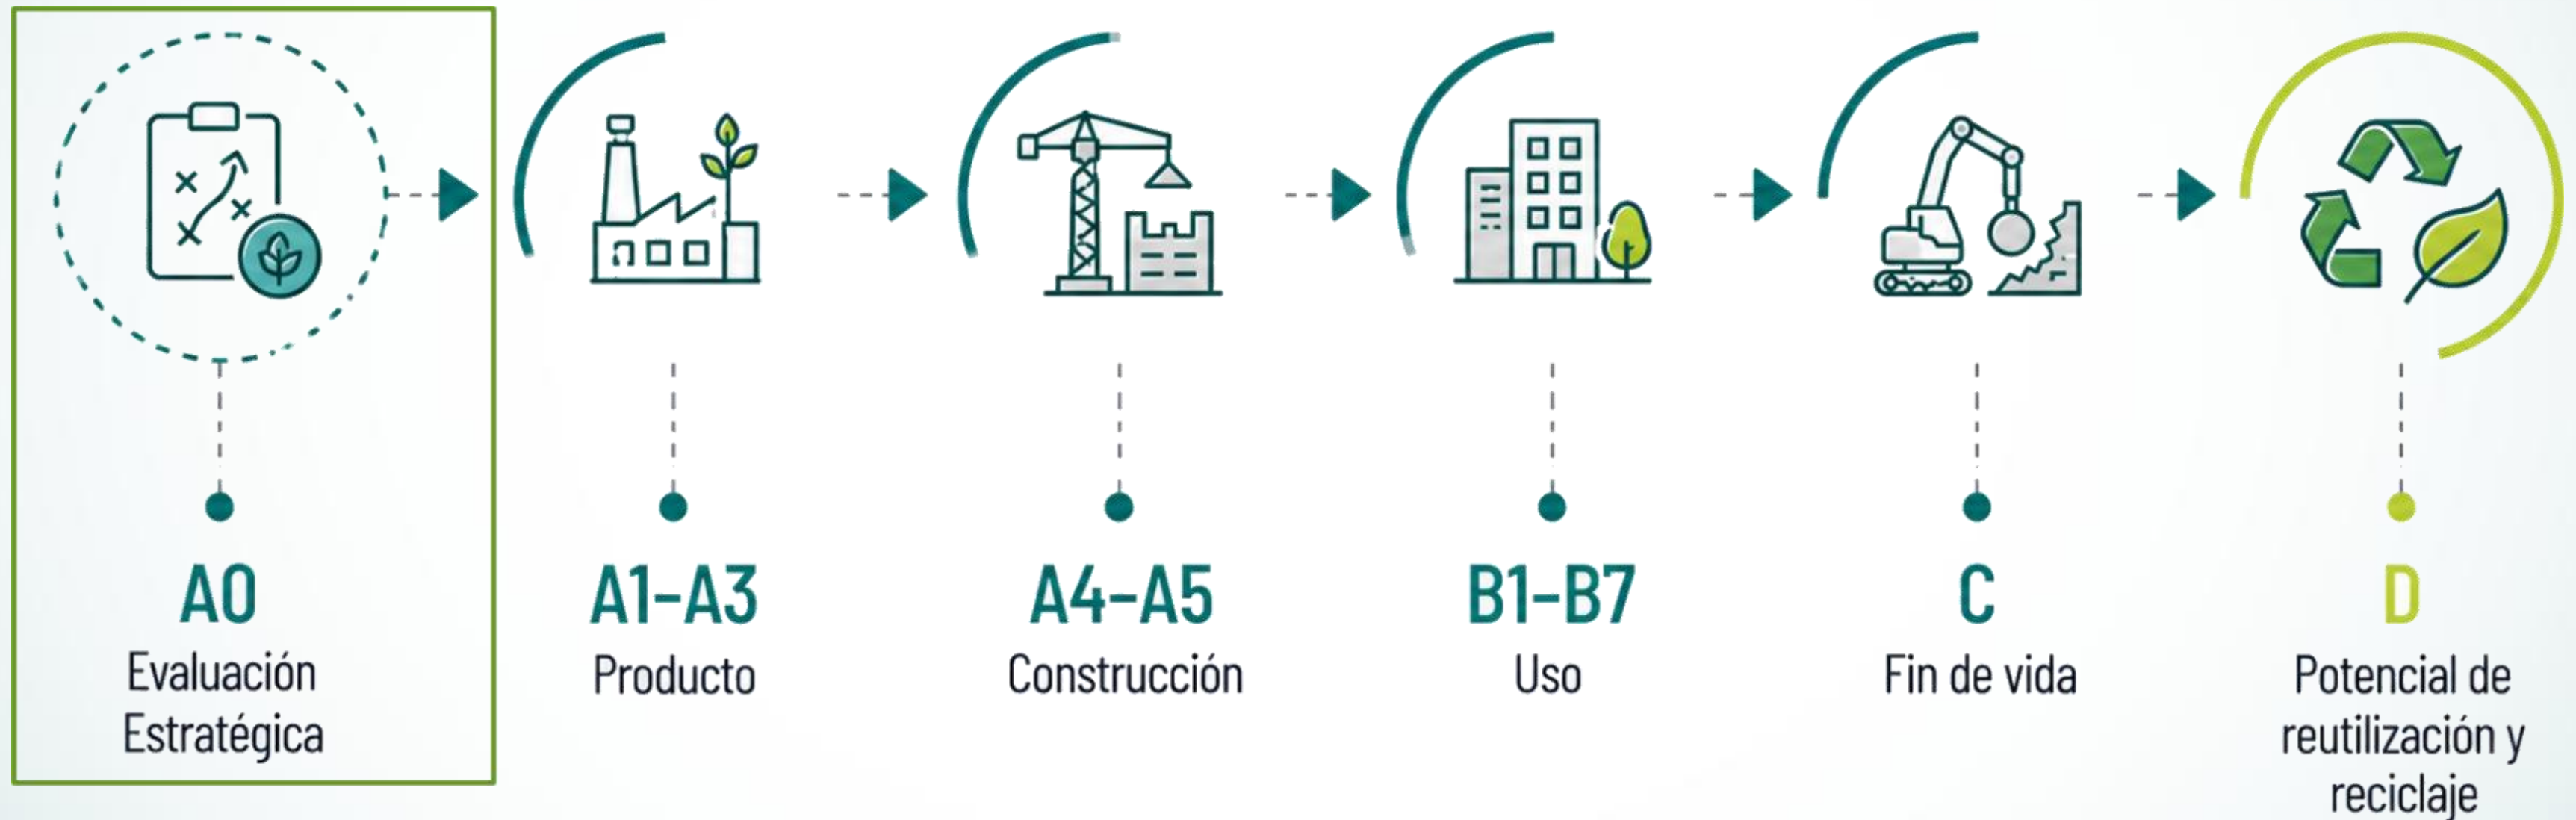 A0
Evaluación
Estratégica
A1-A3
Producto
A4-A5
Construcción
B1-B7
Uso
C
Fin de vida
D
Potencial de
reutilización y
reciclaje